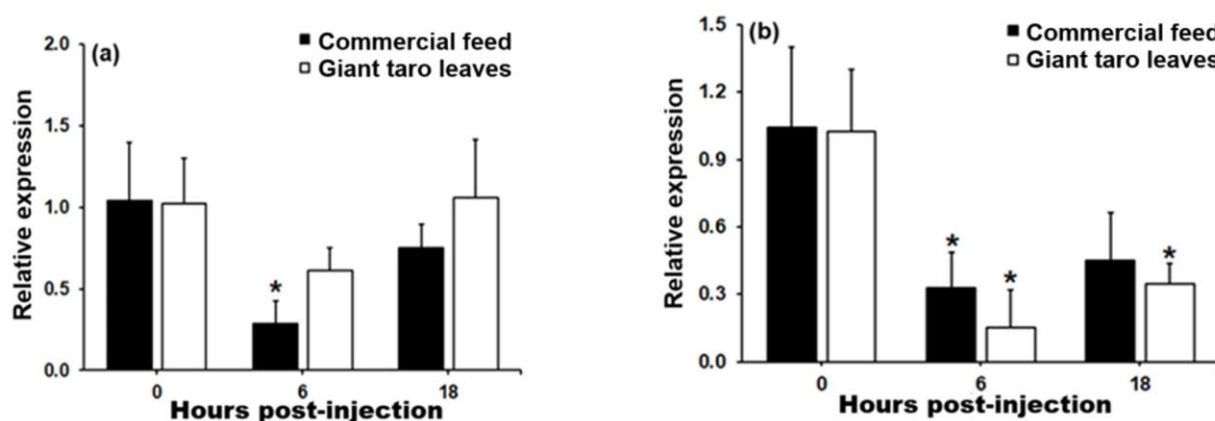 (a)
Commercial feed
Giant taro leaves
Relative expression
2.0
1.5
1.0
0.5
0.0
*
0 6 18
Hours post-injection
(b)
Commercial feed
Giant taro leaves
Relative expression
1.5
1.2
0.9
0.6
0.3
0.0
* * *
0 6 18
Hours post-injection